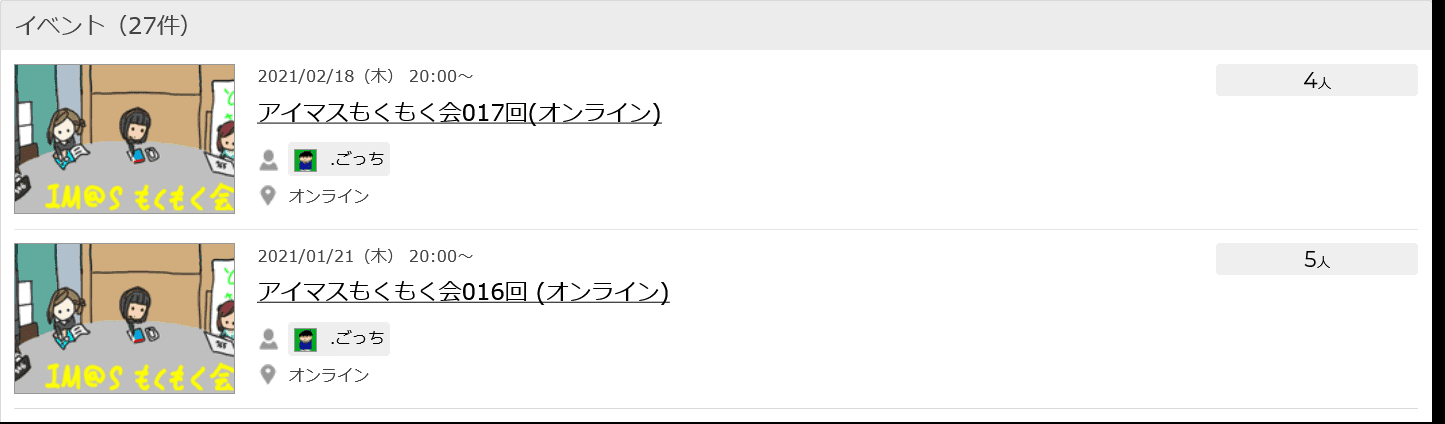 イベント（27件）
2021/02/18（木） 20:00～
4人
アイマスもくもく会017回(オンライン)
.ごっち
オンライン
IM@S もくもく会
2021/01/21（木） 20:00～
5人
アイマスもくもく会016回 (オンライン)
.ごっち
オンライン
IM@S もくもく会